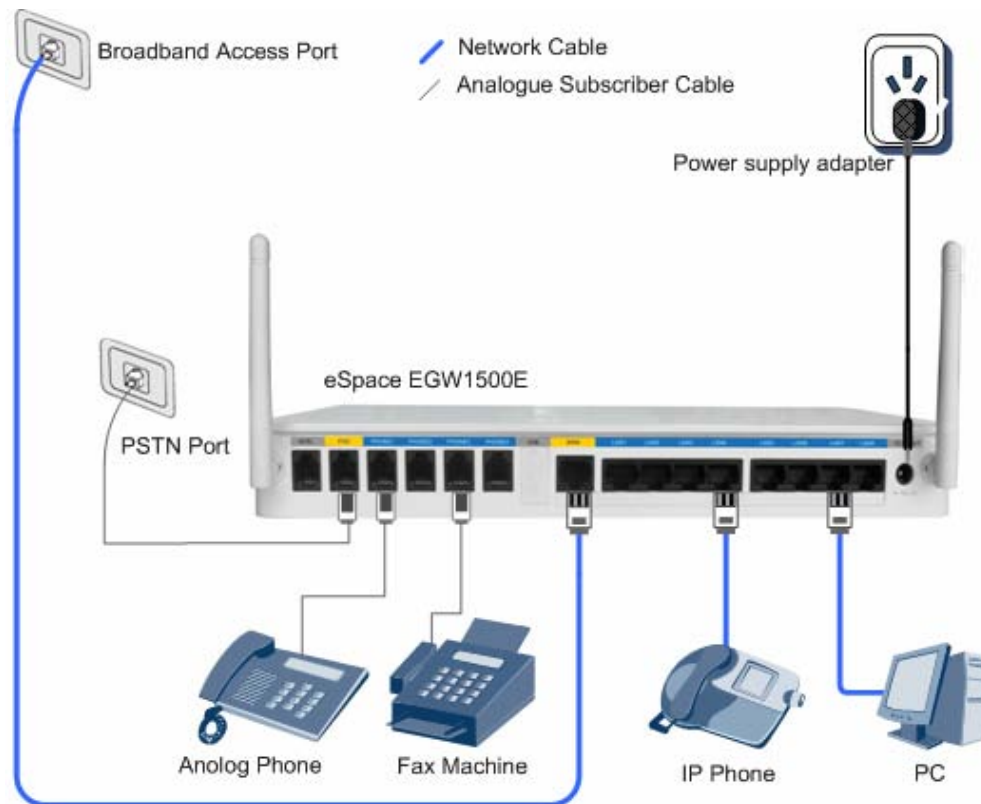 Broadband Access Port
Network Cable
Analogue Subscriber Cable
Power supply adapter
eSpace EGW1500E
PSTN Port
Anolog Phone
Fax Machine
IP Phone
PC